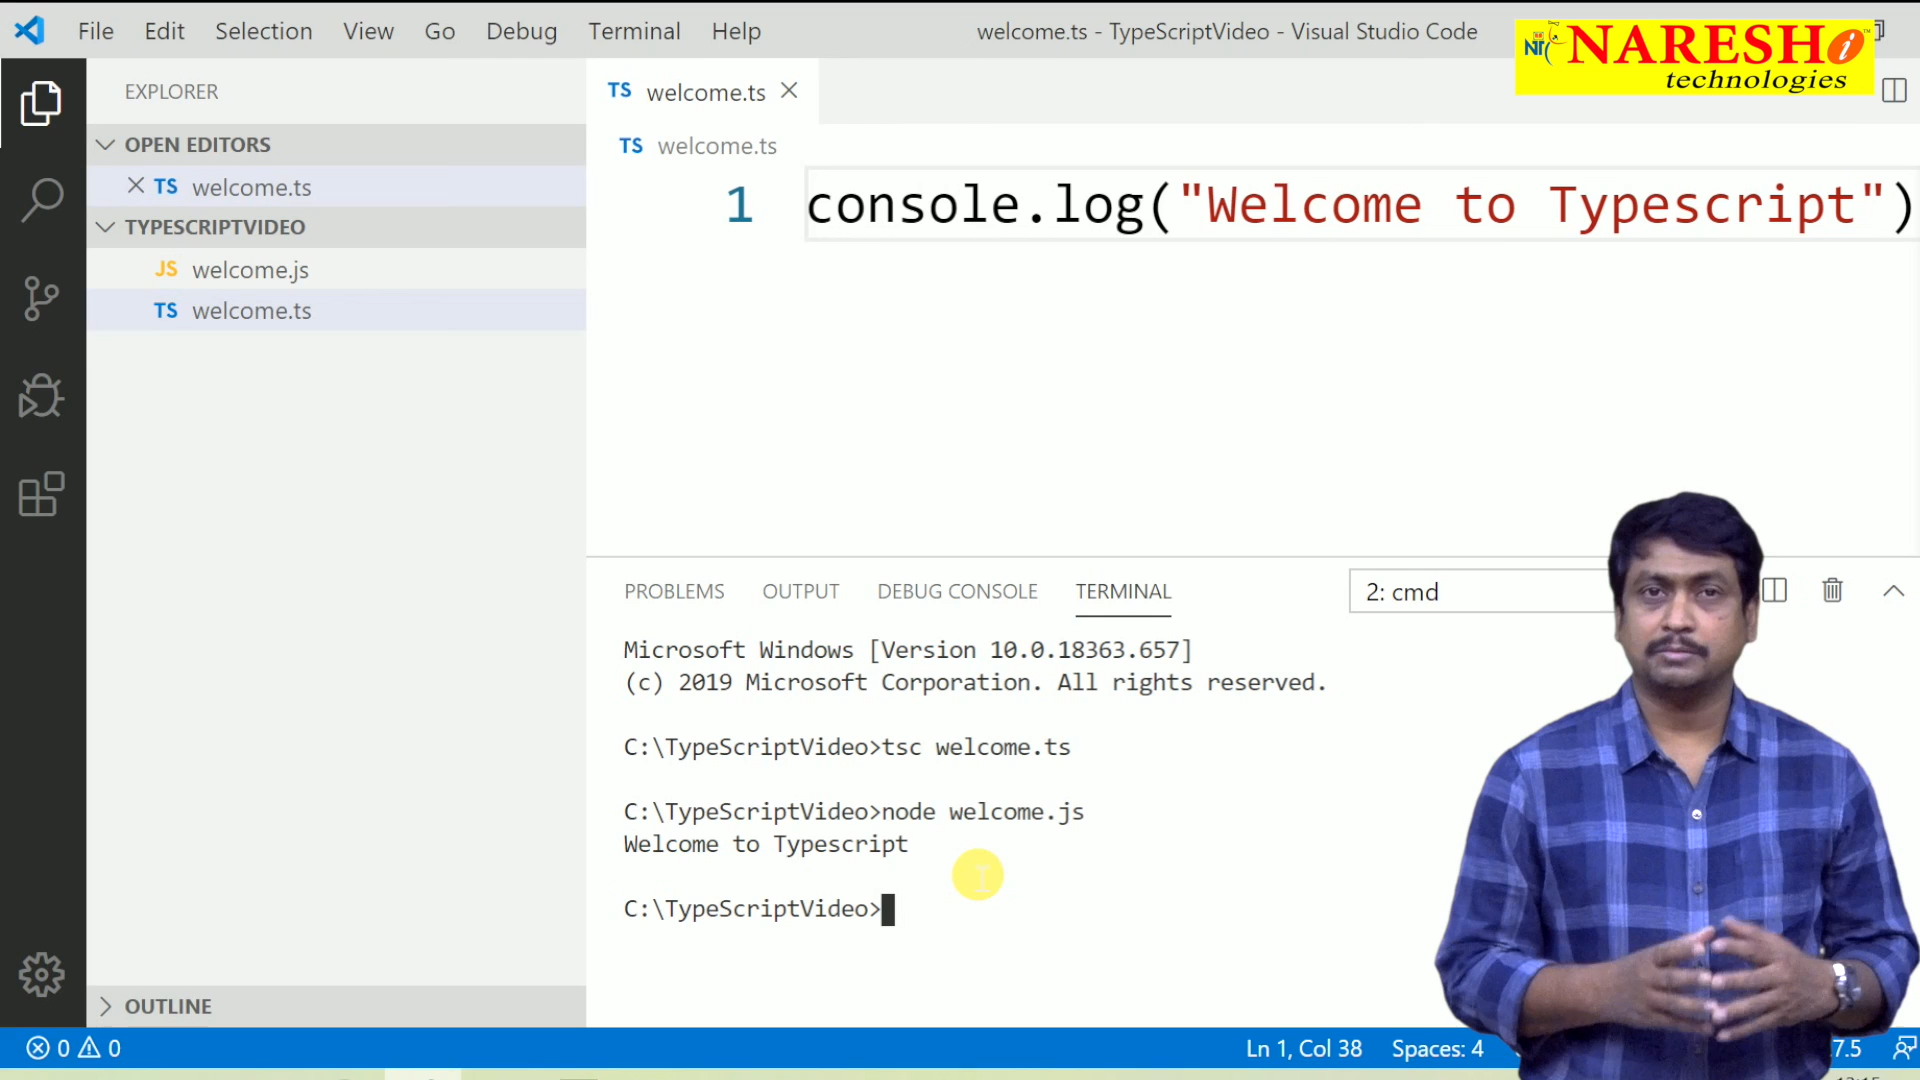 File Edit Selection View Go Debug Terminal Help
welcome.ts - TypeScriptVideo - Visual Studio Code
NARESH i
technologies
EXPLORER
OPEN EDITORS
TS welcome.ts
TYPESCRIPTVIDEO
JS welcome.js
TS welcome.ts
OUTLINE
TS welcome.ts
TS welcome.ts
1 console.log("Welcome to Typescript")
PROBLEMS OUTPUT DEBUG CONSOLE TERMINAL 2: cmd
Microsoft Windows [Version 10.0.18363.657]
(c) 2019 Microsoft Corporation. All rights reserved.
C:\TypeScriptVideo>tsc welcome.ts
C:\TypeScriptVideo>node welcome.js
Welcome to Typescript
C:\TypeScriptVideo>
0 0 Ln 1, Col 38 Spaces: 4 7.5